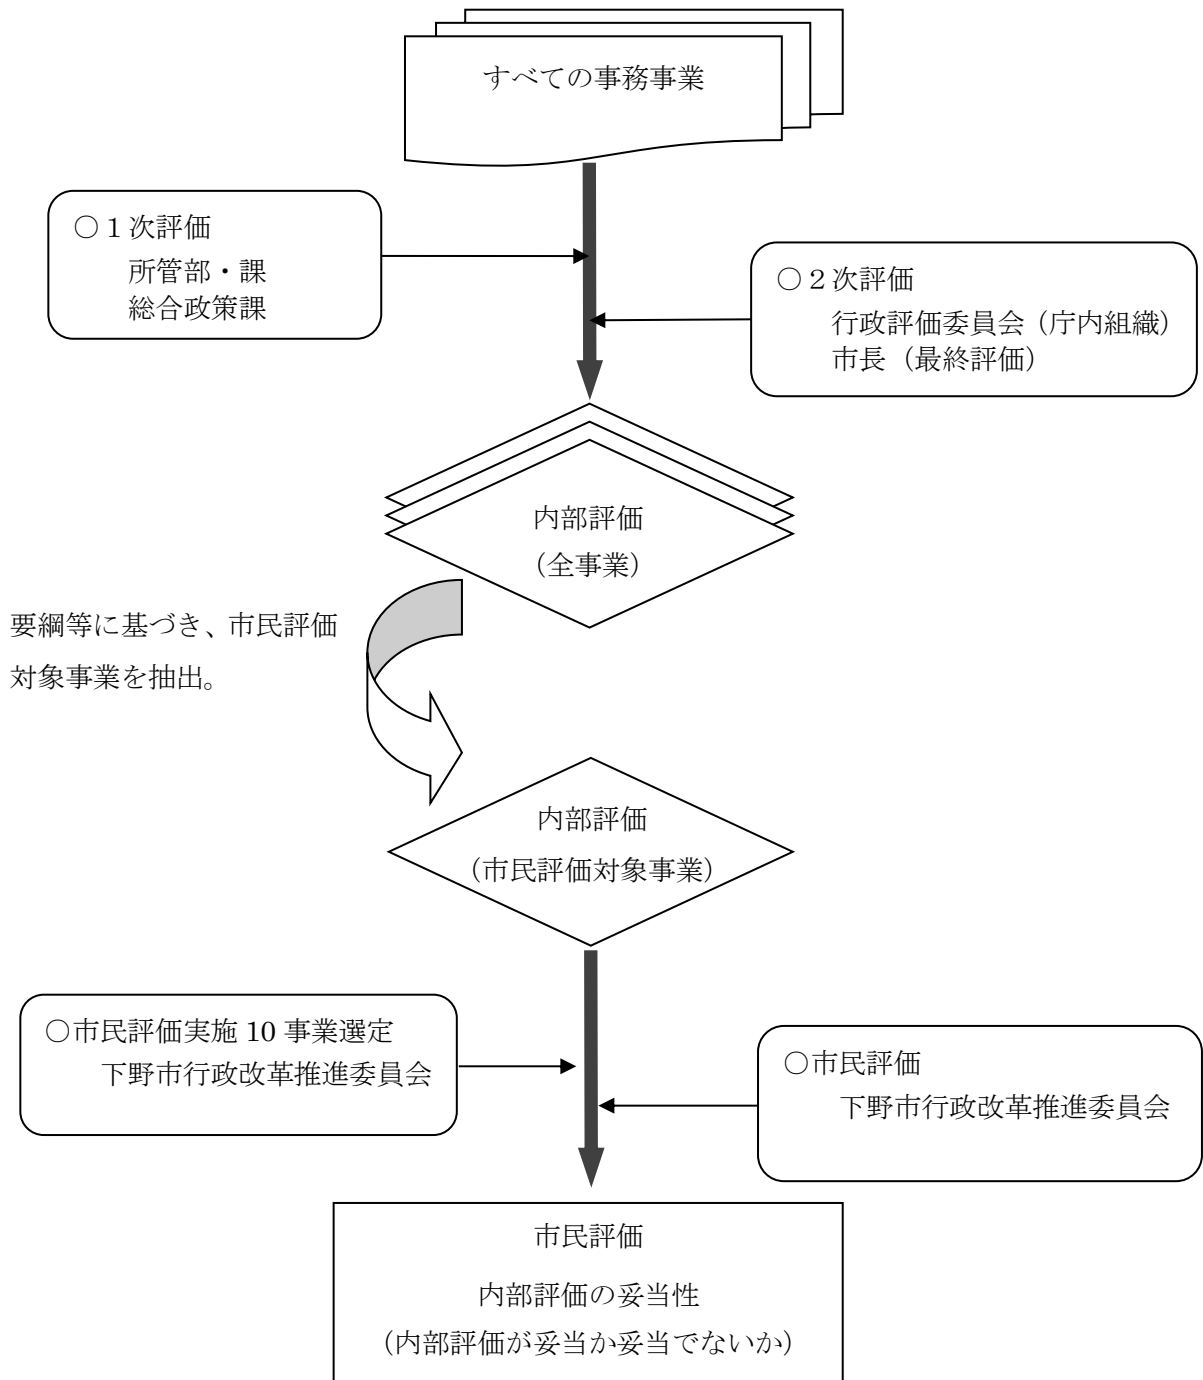 すべての事務事業
○１次評価
所管部・課
総合政策課
○２次評価
行政評価委員会（庁内組織）
市長（最終評価）
内部評価
（全事業）
要綱等に基づき、市民評価
対象事業を抽出。
内部評価
（市民評価対象事業）
○市民評価実施 10 事業選定
下野市行政改革推進委員会
○市民評価
下野市行政改革推進委員会
市民評価
内部評価の妥当性
（内部評価が妥当か妥当でないか）